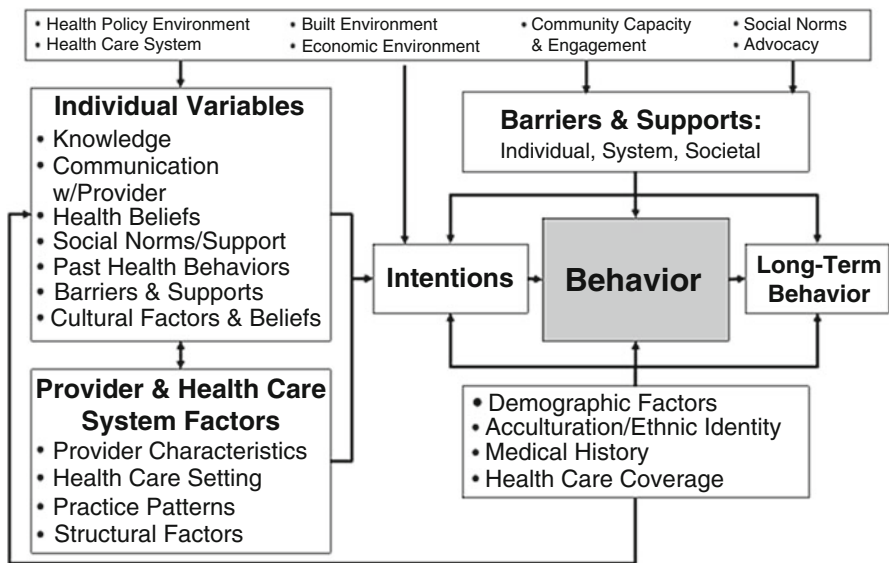 • Health Policy Environment
• Health Care System
• Built Environment
• Economic Environment
• Community Capacity
& Engagement
• Social Norms
• Advocacy
Individual Variables
• Knowledge
• Communication
w/Provider
• Health Beliefs
• Social Norms/Support
• Past Health Behaviors
• Barriers & Supports
• Cultural Factors & Beliefs
Provider & Health Care
System Factors
• Provider Characteristics
• Health Care Setting
• Practice Patterns
• Structural Factors
Barriers & Supports:
Individual, System, Societal
Intentions
Behavior
Long-Term
Behavior
• Demographic Factors
• Acculturation/Ethnic Identity
• Medical History
• Health Care Coverage